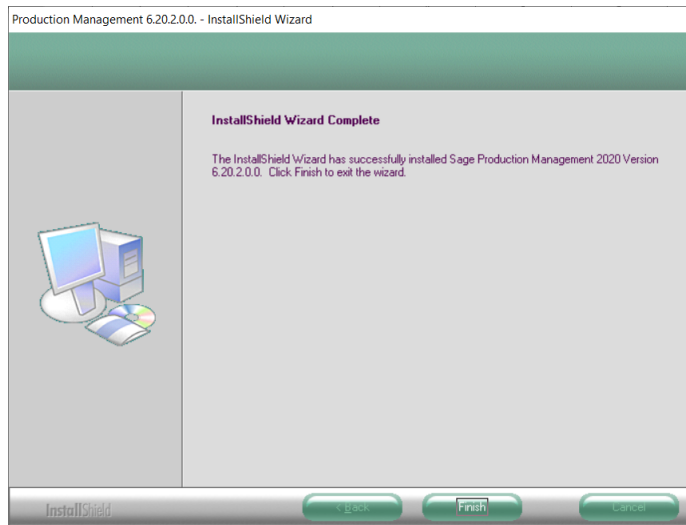 Production Management 6.20.2.0.0. - InstallShield Wizard
InstallShield Wizard Complete
The InstallShield Wizard has successfully installed Sage Production Management 2020 Version
6.20.2.0.0. Click Finish to exit the wizard.
InstallShield
< Back
Finish
Cancel